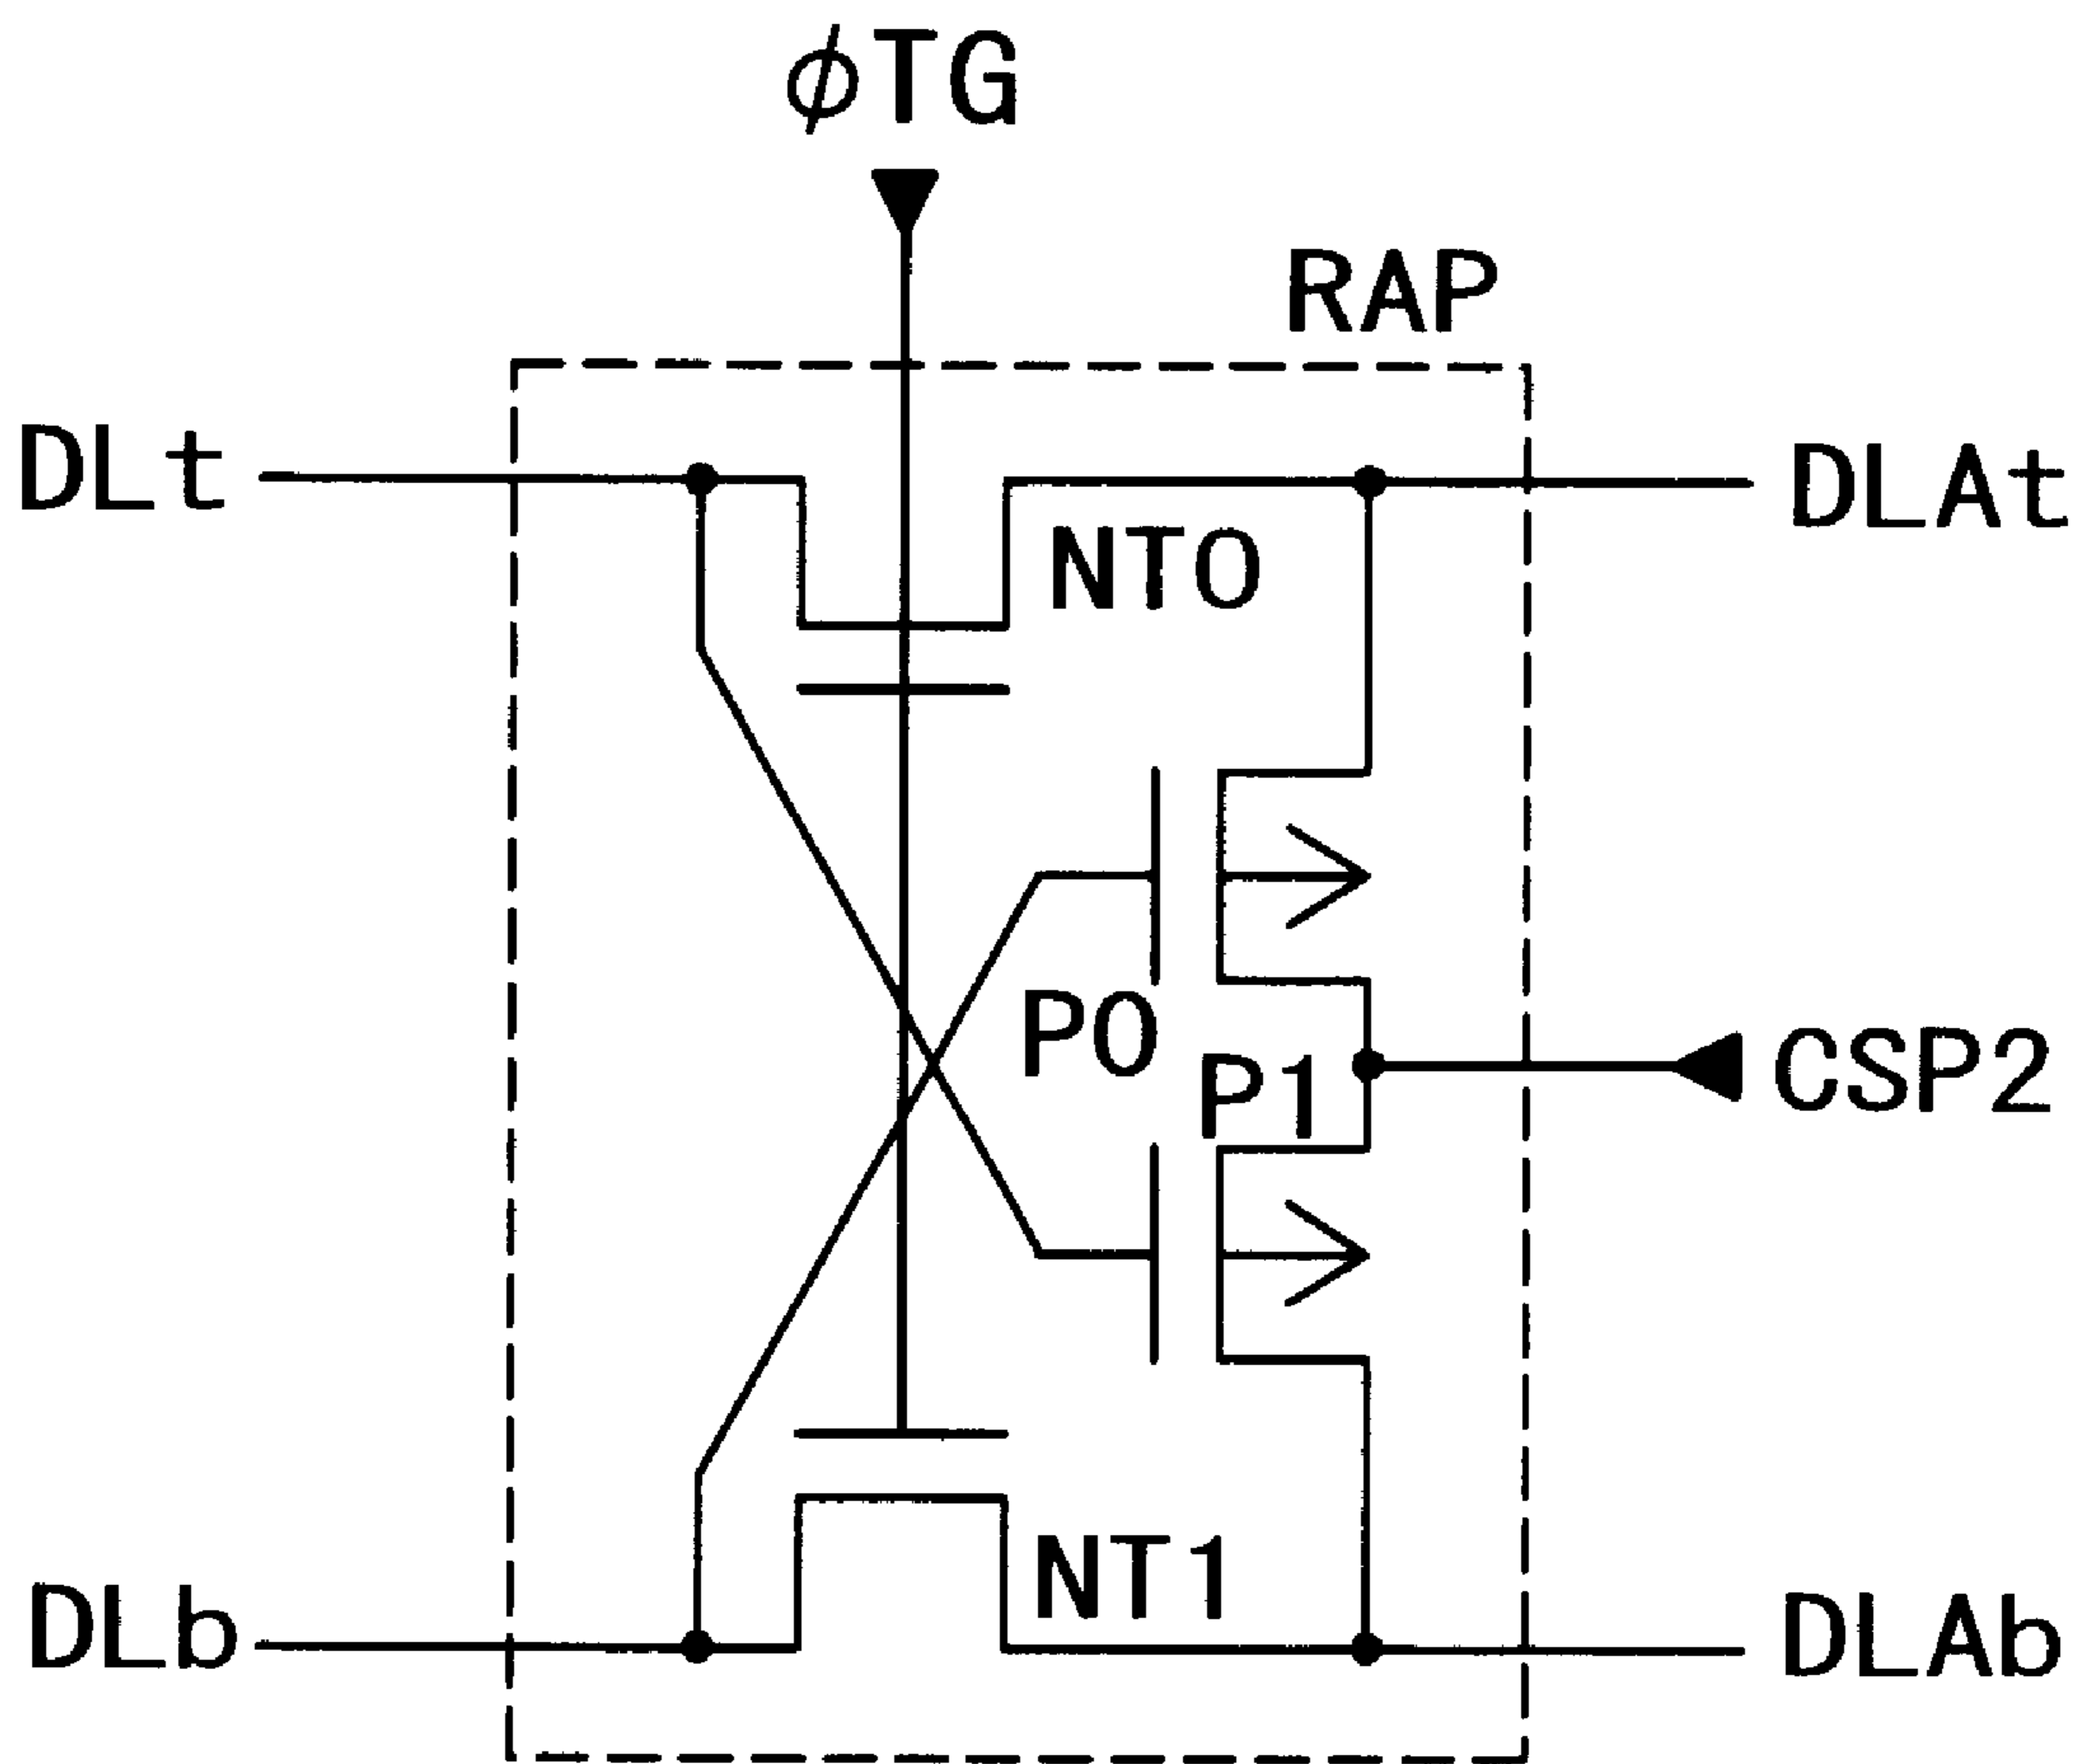 φTG
RAP
DLt
DLAt
NT0
P0
P1
CSP2
NT1
DLb
DLAb